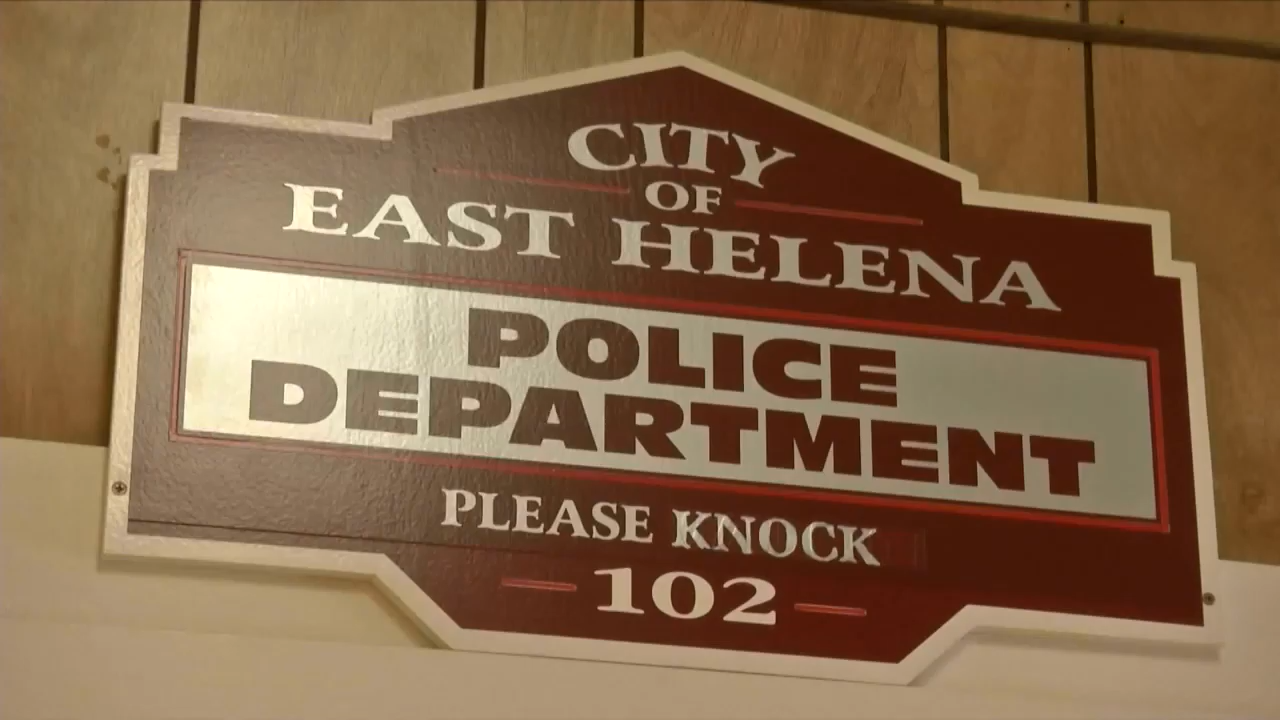 CITY
OF
EAST HELENA
POLICE
DEPARTMENT
PLEASE KNOCK
102